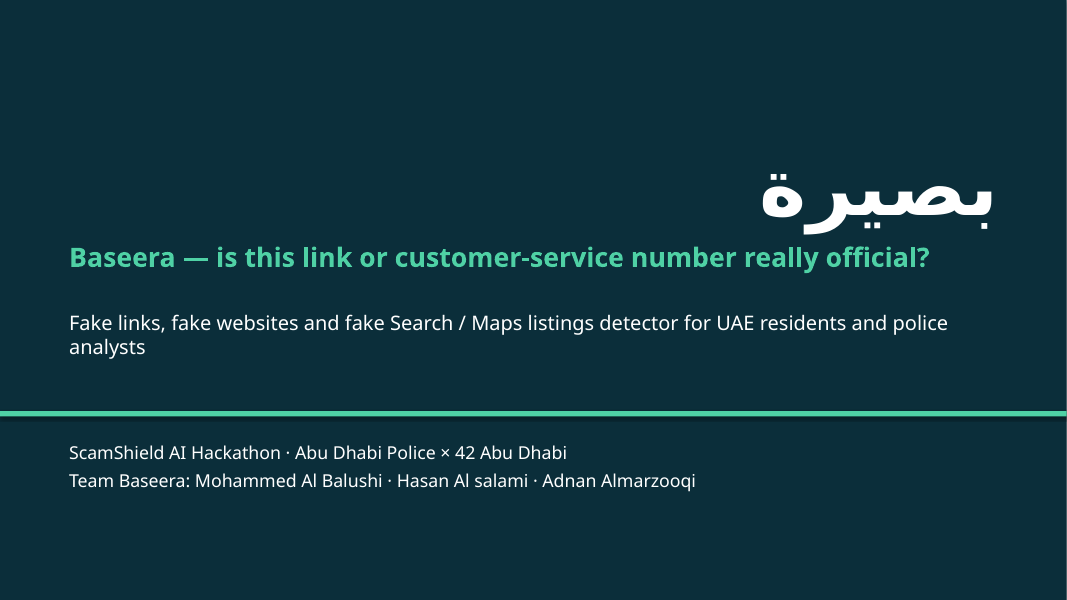 بصيرة
Baseera — is this link or customer-service number really official?
Fake links, fake websites and fake Search / Maps listings detector for UAE residents and police
analysts
ScamShield AI Hackathon · Abu Dhabi Police × 42 Abu Dhabi
Team Baseera: Mohammed Al Balushi · Hasan Al salami · Adnan Almarzooqi